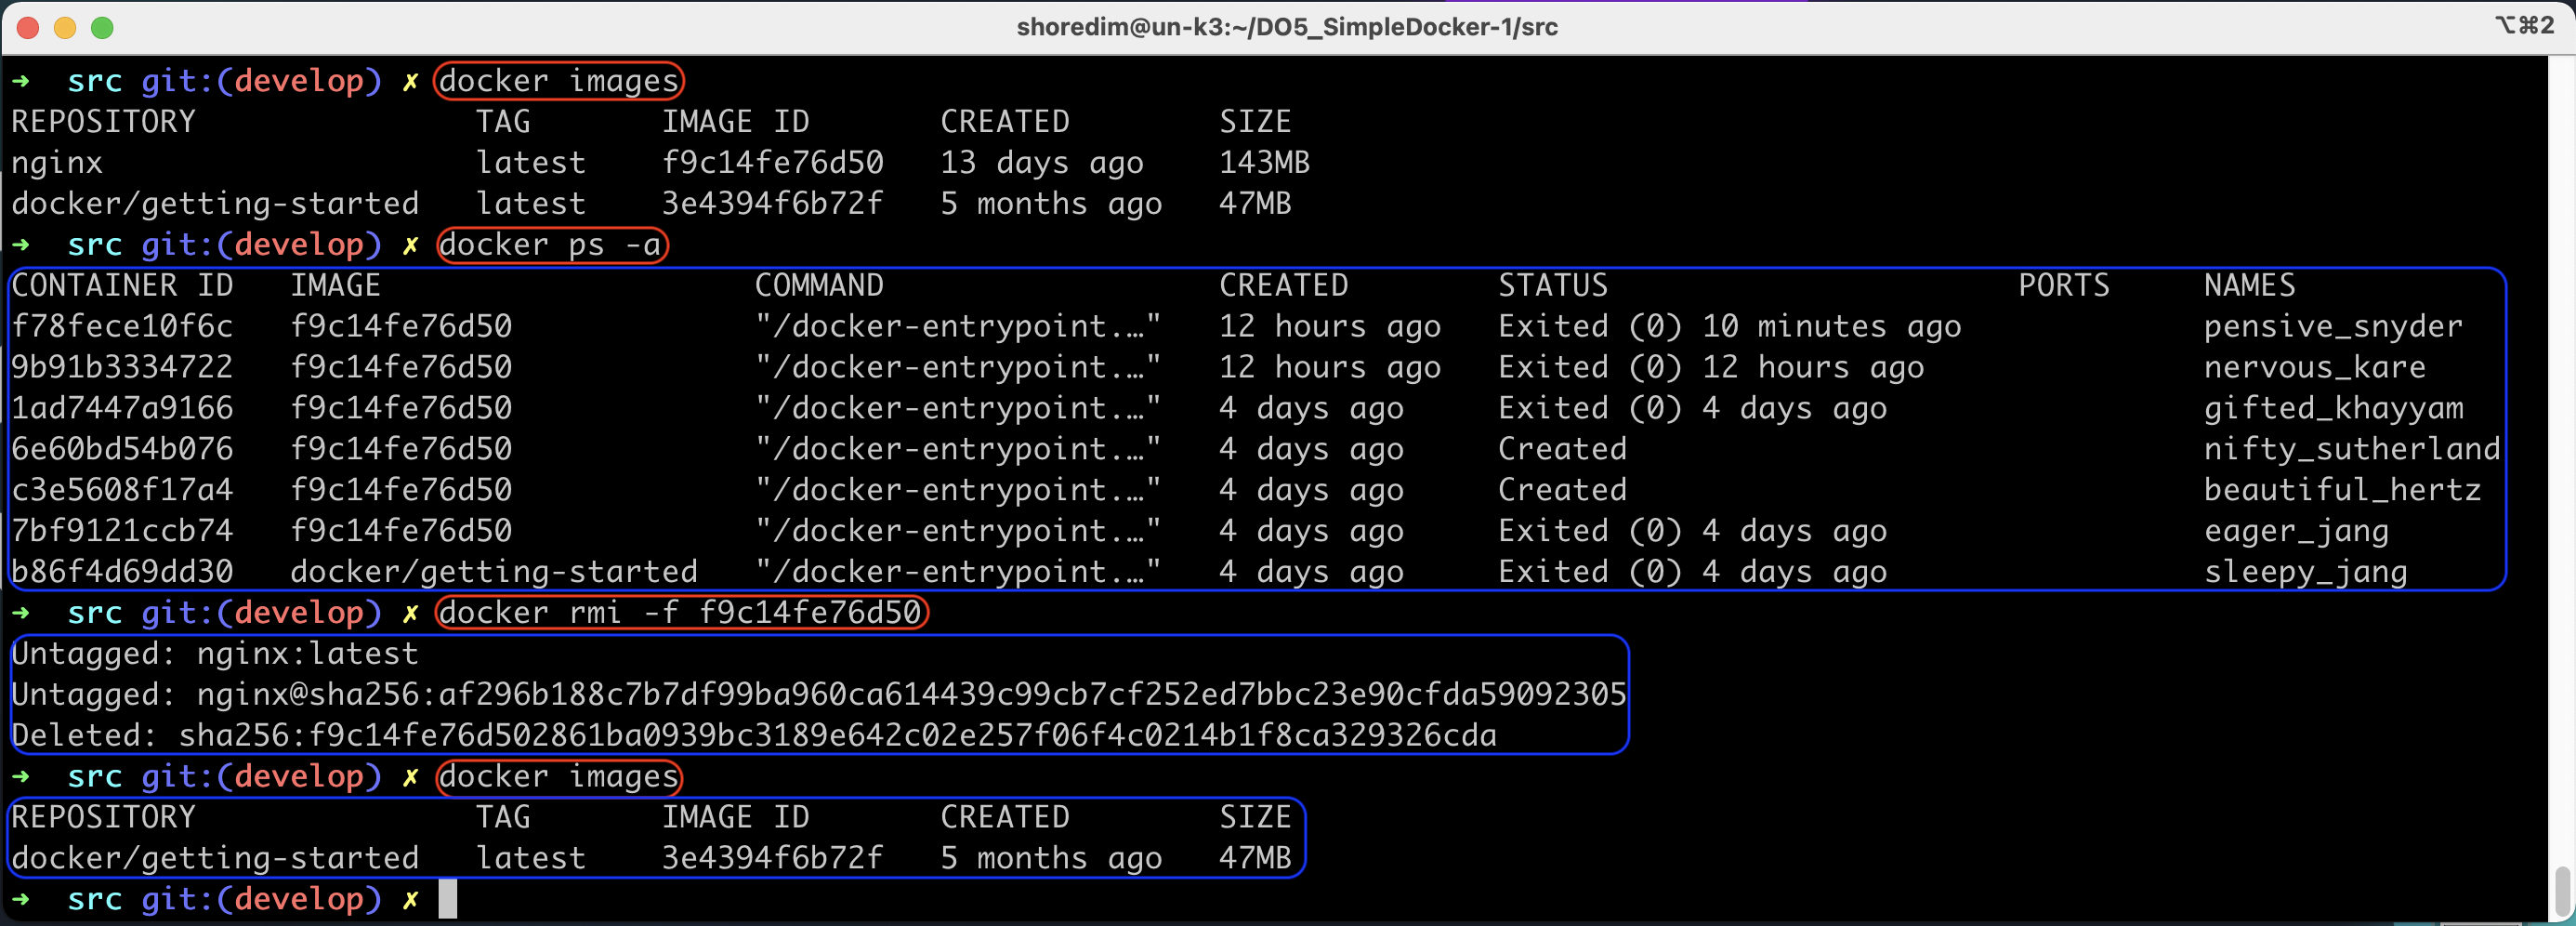 shoredim@un-k3:~/DO5_SimpleDocker-1/src ⌥⌘2
➜ src git:(develop) ✗ docker images
REPOSITORY TAG IMAGE ID CREATED SIZE
nginx latest f9c14fe76d50 13 days ago 143MB
docker/getting-started latest 3e4394f6b72f 5 months ago 47MB
➜ src git:(develop) ✗ docker ps -a
CONTAINER ID IMAGE COMMAND CREATED STATUS PORTS NAMES
f78fece10f6c f9c14fe76d50 "/docker-entrypoint.…" 12 hours ago Exited (0) 10 minutes ago pensive_snyder
9b91b3334722 f9c14fe76d50 "/docker-entrypoint.…" 12 hours ago Exited (0) 12 hours ago nervous_kare
1ad7447a9166 f9c14fe76d50 "/docker-entrypoint.…" 4 days ago Exited (0) 4 days ago gifted_khayyam
6e60bd54b076 f9c14fe76d50 "/docker-entrypoint.…" 4 days ago Created nifty_sutherland
c3e5608f17a4 f9c14fe76d50 "/docker-entrypoint.…" 4 days ago Created beautiful_hertz
7bf9121ccb74 f9c14fe76d50 "/docker-entrypoint.…" 4 days ago Exited (0) 4 days ago eager_jang
b86f4d69dd30 docker/getting-started "/docker-entrypoint.…" 4 days ago Exited (0) 4 days ago sleepy_jang
➜ src git:(develop) ✗ docker rmi -f f9c14fe76d50
Untagged: nginx:latest
Untagged: nginx@sha256:af296b188c7b7df99ba960ca614439c99cb7cf252ed7bbc23e90cfda59092305
Deleted: sha256:f9c14fe76d502861ba0939bc3189e642c02e257f06f4c0214b1f8ca329326cda
➜ src git:(develop) ✗ docker images
REPOSITORY TAG IMAGE ID CREATED SIZE
docker/getting-started latest 3e4394f6b72f 5 months ago 47MB
➜ src git:(develop) ✗